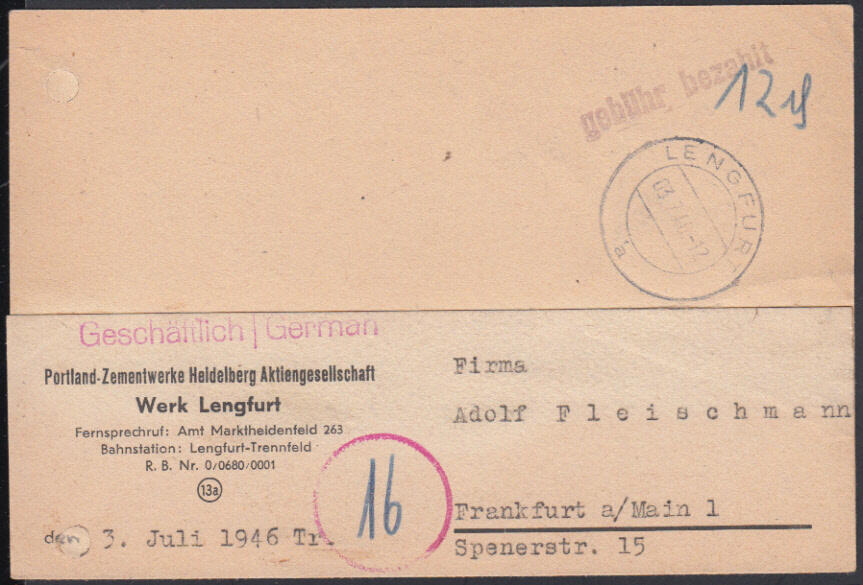 gebühr bezahlt
12
LENGFURT
a
Geschäftlich | German
Portland-Zementwerke Heidelberg Aktiengesellschaft
Werk Lengfurt
Fernsprechruf: Amt Marktheidenfeld 263
Bahnstation: Lengfurt-Trennfeld
R. B. Nr. 0/0680/0001
13a
den 3. Juli 1946 Tr.
16
Firma
Adolf Fleischmann
Frankfurt a/Main 1
Spenerstr. 15